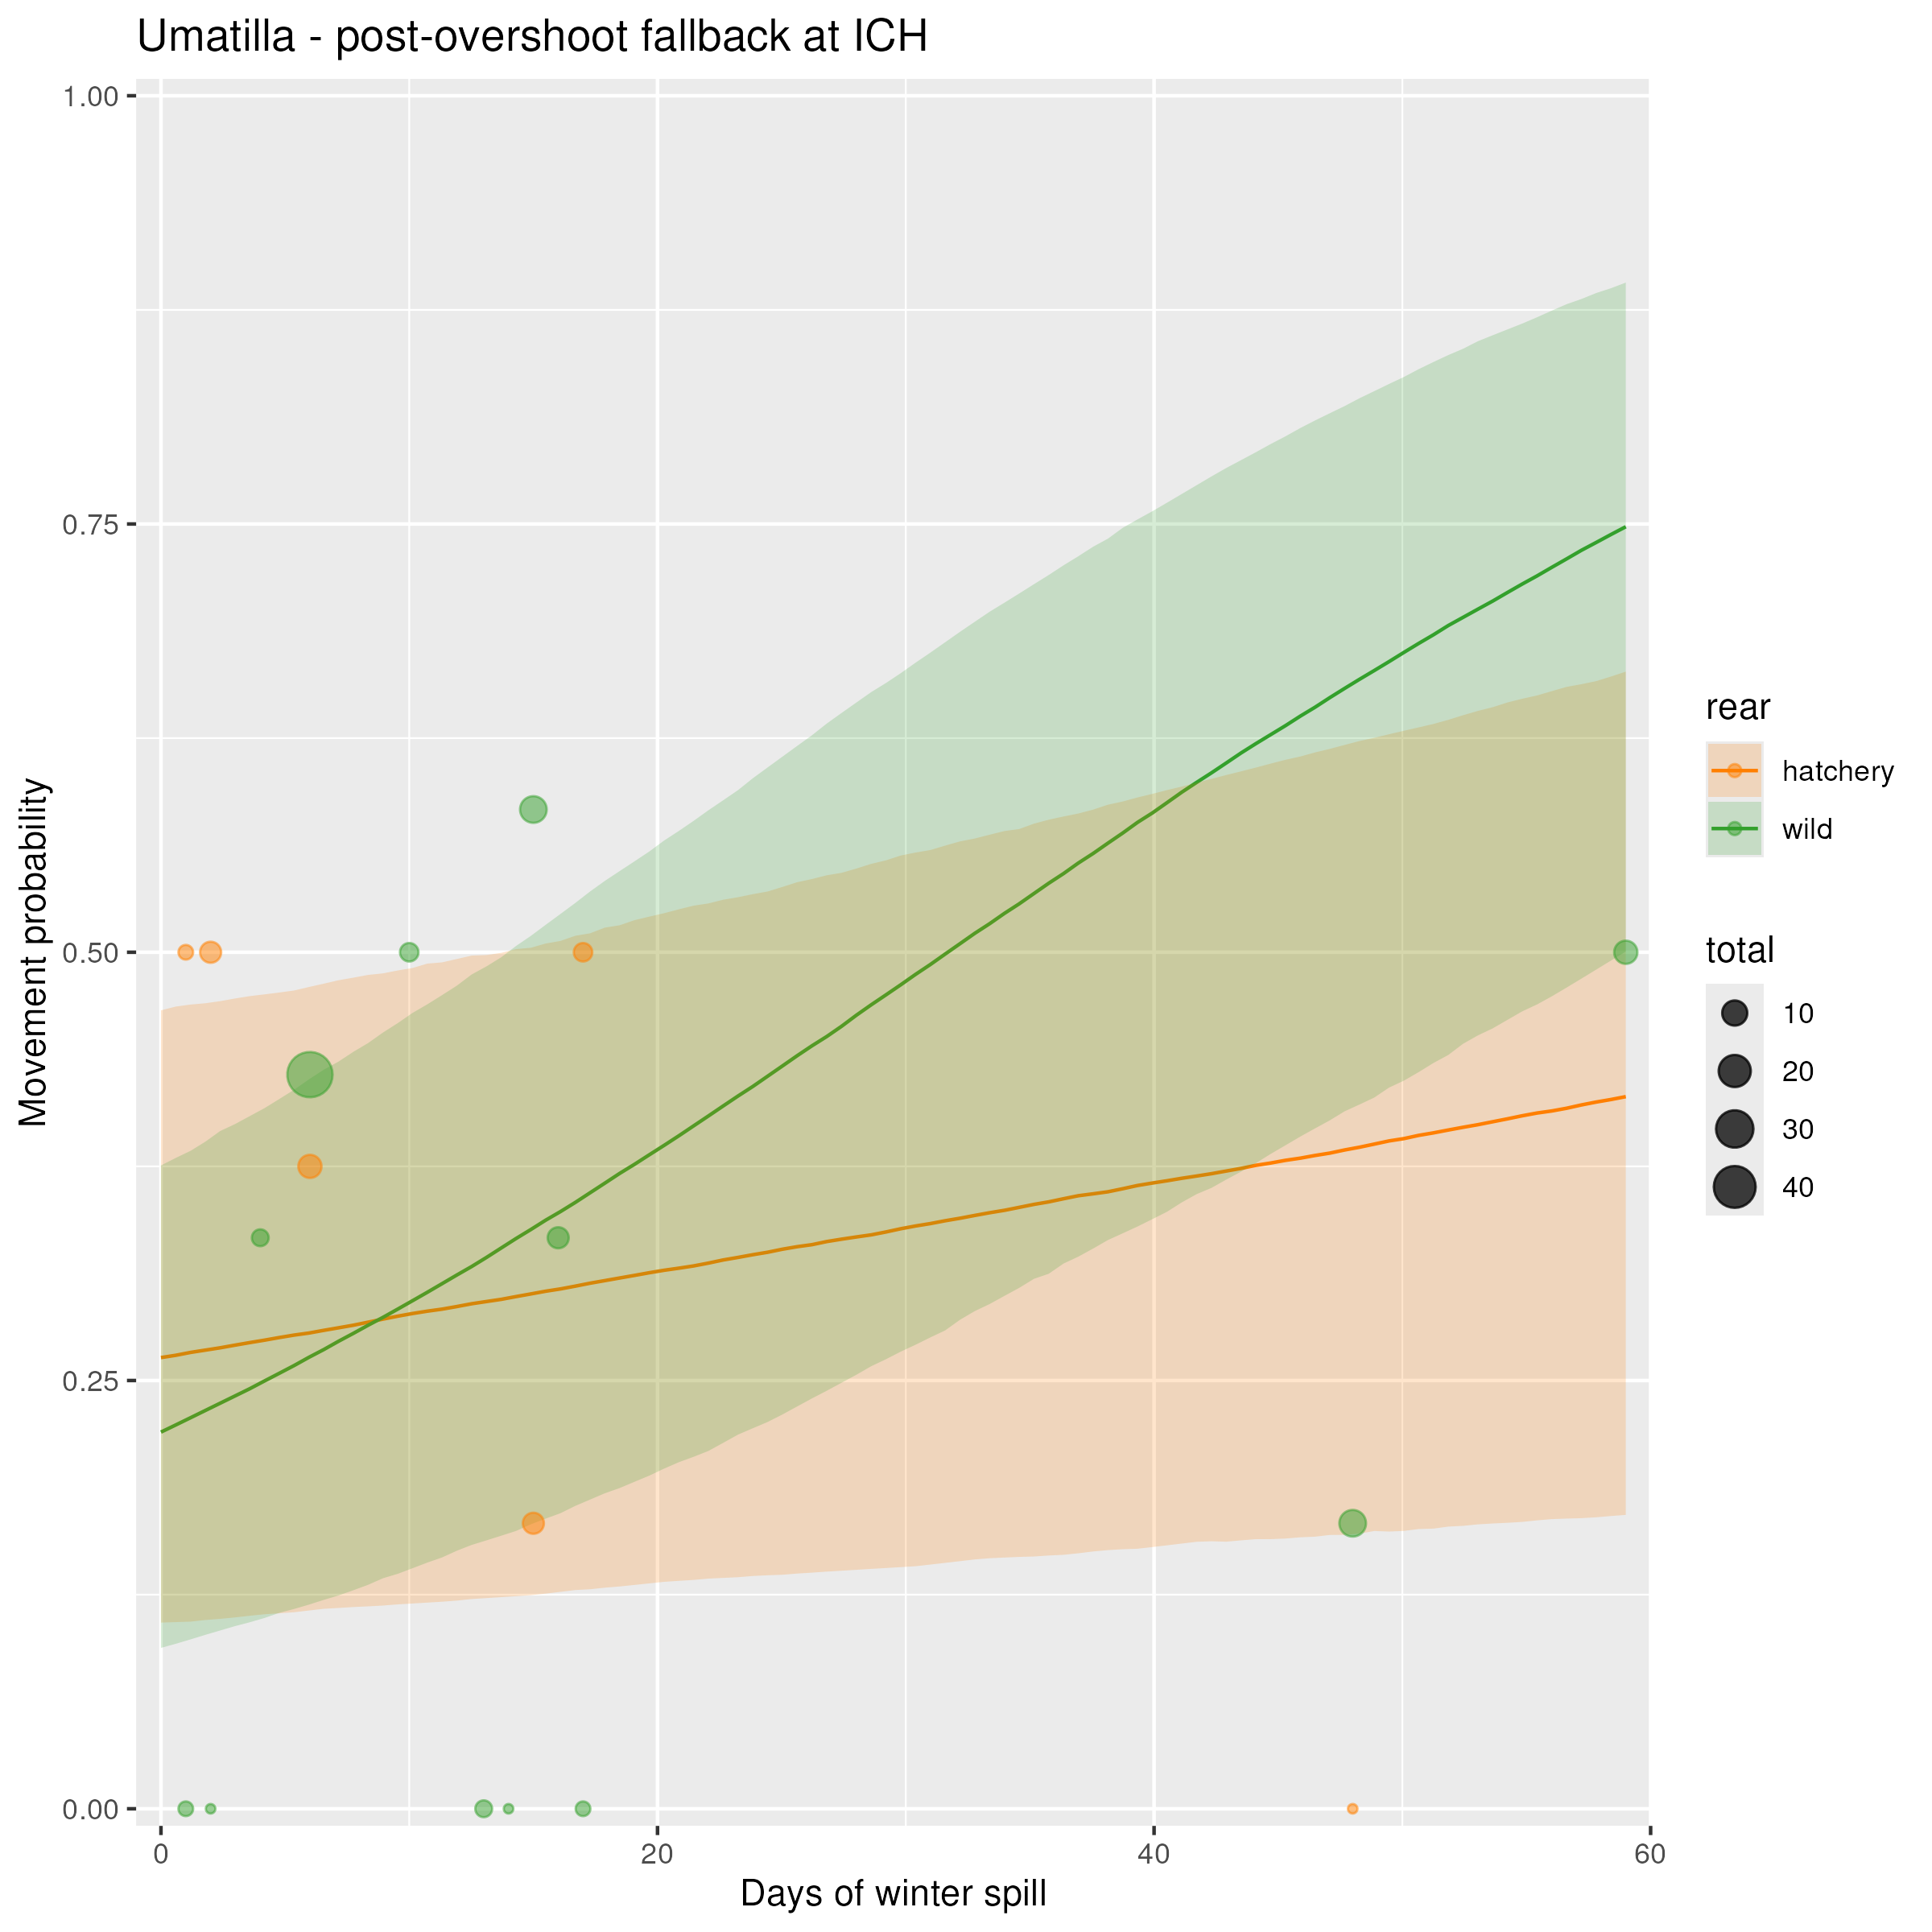 Umatilla - post-overshoot fallback at ICH
Movement probability
1.00
0.75
0.50
0.25
0.00
0
20
40
60
Days of winter spill
rear
hatchery
wild
total
10
20
30
40